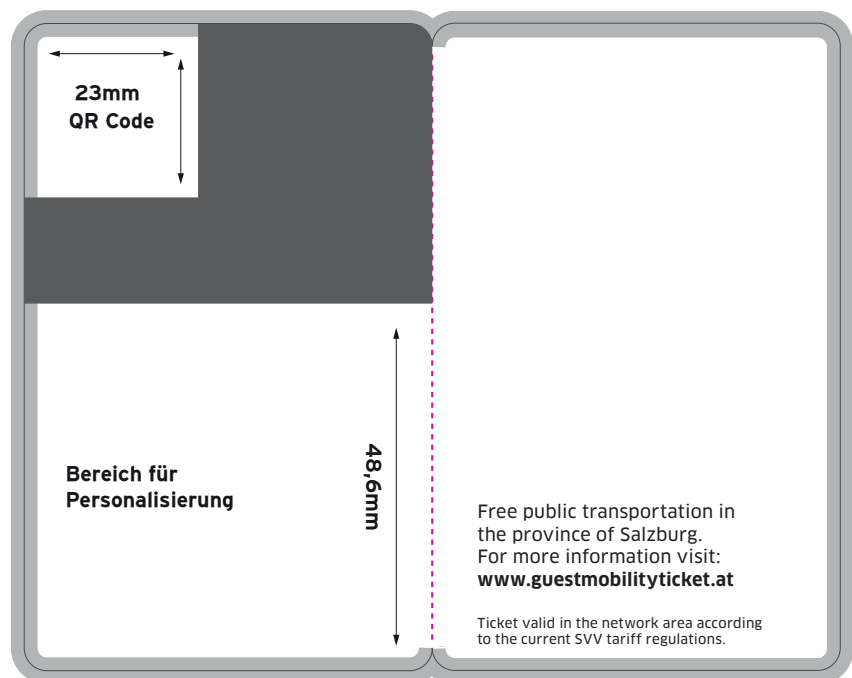 23mm
QR Code
Bereich für
Personalisierung
48,6mm
Free public transportation in
the province of Salzburg.
For more information visit:
www.guestmobilityticket.at
Ticket valid in the network area according
to the current SVV tariff regulations.